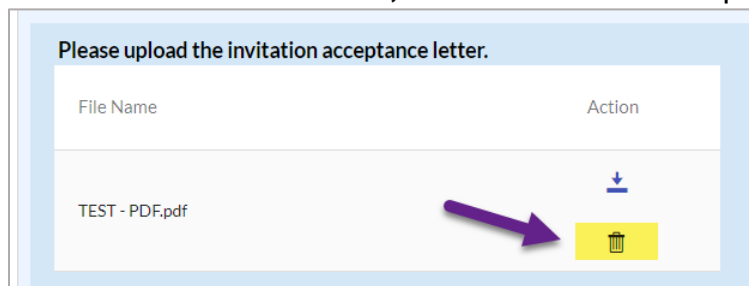 Please upload the invitation acceptance letter.
File Name Action
TEST - PDF.pdf